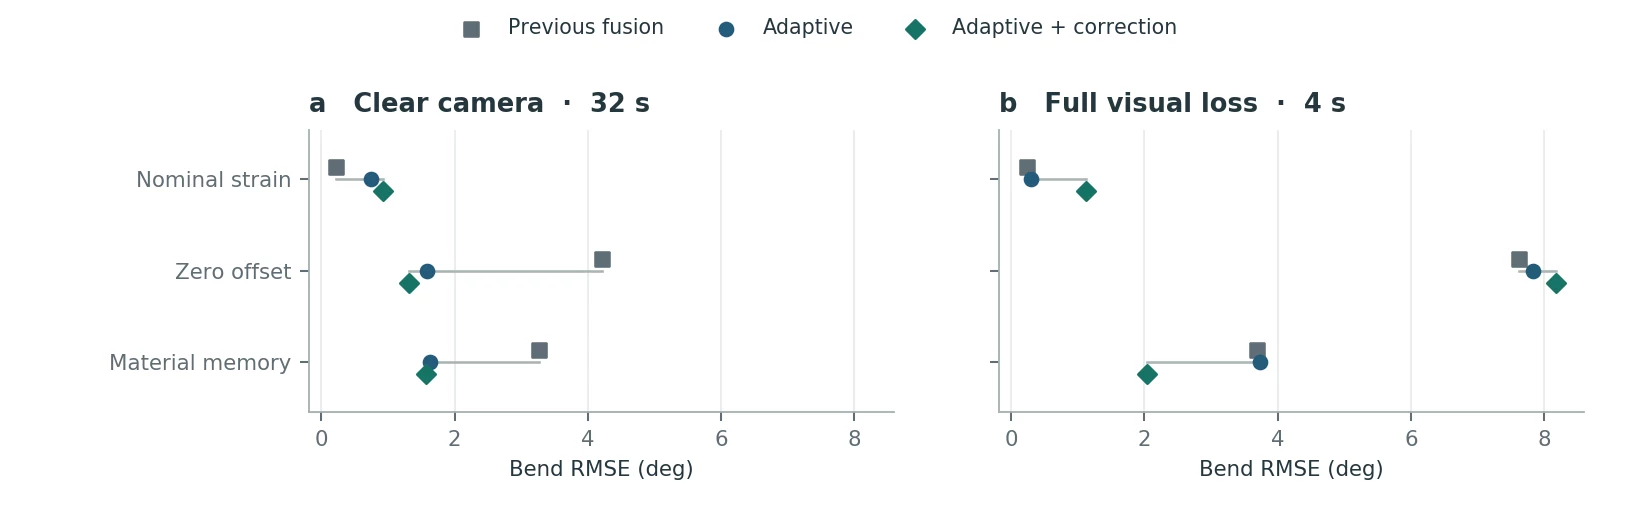 Previous fusion Adaptive Adaptive + correction
a Clear camera · 32 s
Nominal strain
Zero offset
Material memory
0 2 4 6 8
Bend RMSE (deg)
b Full visual loss · 4 s
0 2 4 6 8
Bend RMSE (deg)